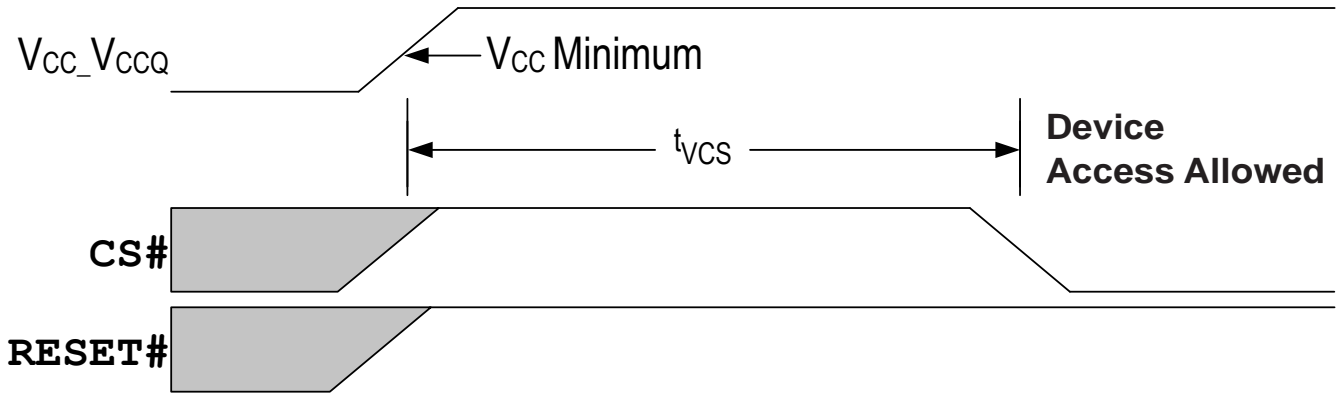 VCC_VCCQ
VCC Minimum
tVCS
Device
Access Allowed
CS#
RESET#